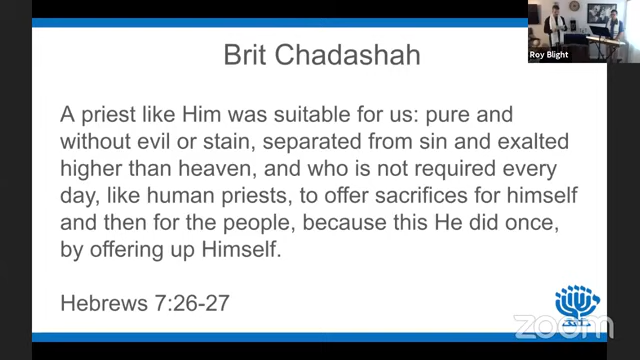 Brit Chadashah
Roy Blight
A priest like Him was suitable for us: pure and
without evil or stain, separated from sin and exalted
higher than heaven, and who is not required every
day, like human priests, to offer sacrifices for himself
and then for the people, because this He did once,
by offering up Himself.
Hebrews 7:26-27
zoom